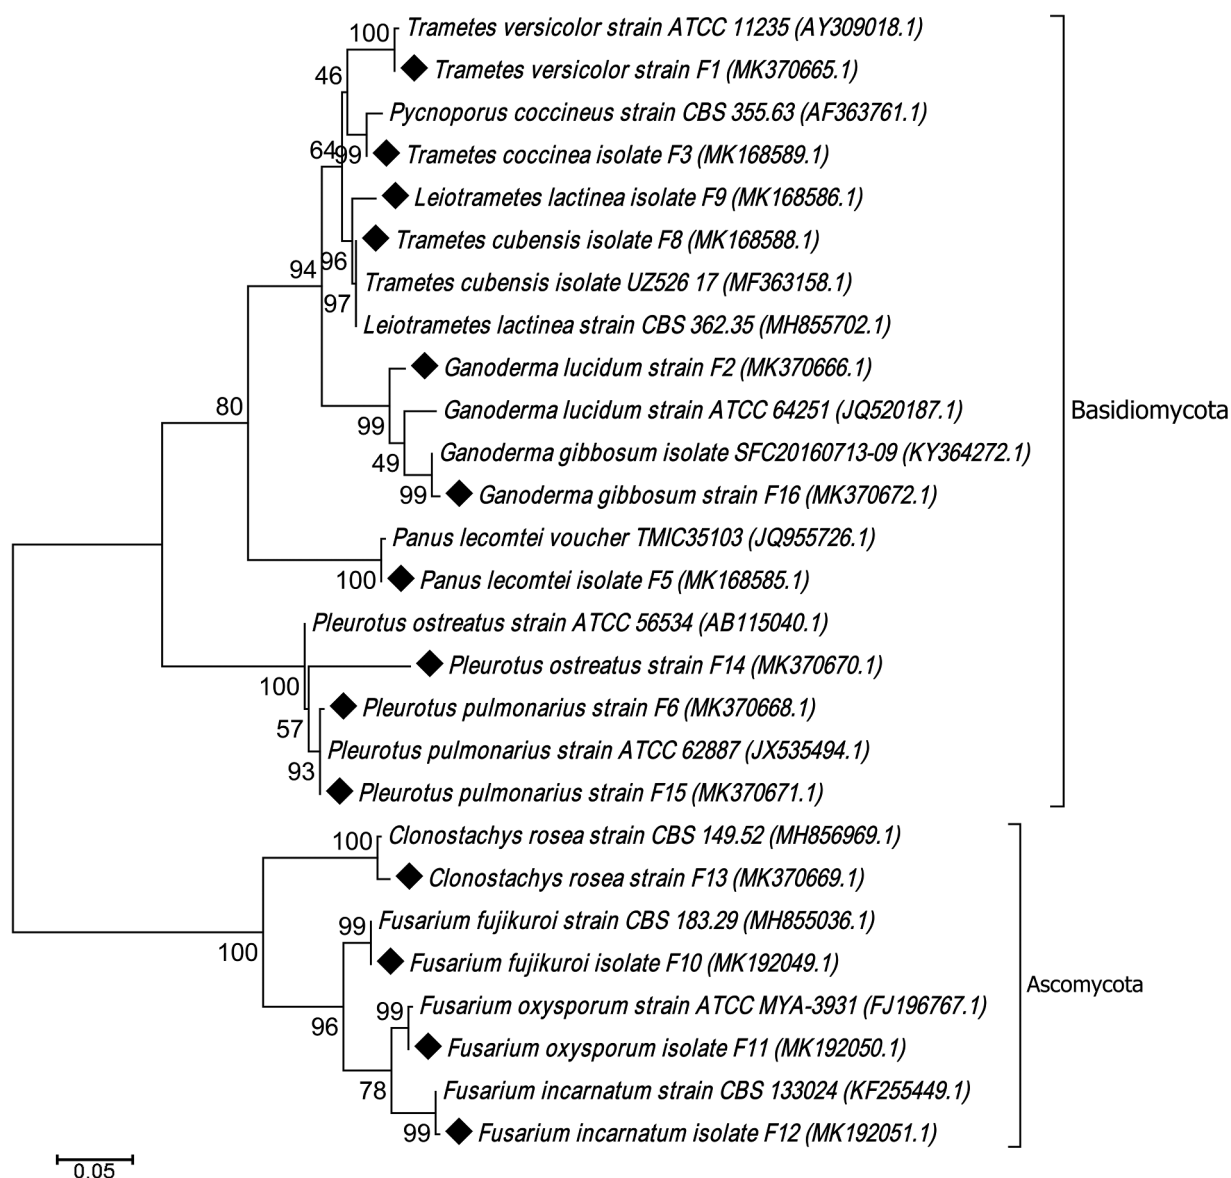 100
Trametes versicolor strain ATCC 11235 (AY309018.1)
46
Trametes versicolor strain F1 (MK370665.1)
Pycnoporus coccineus strain CBS 355.63 (AF363761.1)
64
99
Trametes coccinea isolate F3 (MK168589.1)
Leiotrametes lactinea isolate F9 (MK168586.1)
Trametes cubensis isolate F8 (MK168588.1)
94
96
Trametes cubensis isolate UZ526 17 (MF363158.1)
97
Leiotrametes lactinea strain CBS 362.35 (MH855702.1)
Ganoderma lucidum strain F2 (MK370666.1)
80
Ganoderma lucidum strain ATCC 64251 (JQ520187.1)
Basidiomycota
99
Ganoderma gibbosum isolate SFC20160713-09 (KY364272.1)
49
99
Ganoderma gibbosum strain F16 (MK370672.1)
Panus lecomtei voucher TMIC35103 (JQ955726.1)
100
Panus lecomtei isolate F5 (MK168585.1)
Pleurotus ostreatus strain ATCC 56534 (AB115040.1)
Pleurotus ostreatus strain F14 (MK370670.1)
100
Pleurotus pulmonarius strain F6 (MK370668.1)
57
Pleurotus pulmonarius strain ATCC 62887 (JX535494.1)
93
Pleurotus pulmonarius strain F15 (MK370671.1)
100
Clonostachys rosea strain CBS 149.52 (MH856969.1)
Clonostachys rosea strain F13 (MK370669.1)
99
Fusarium fujikuroi strain CBS 183.29 (MH855036.1)
100
Fusarium fujikuroi isolate F10 (MK192049.1)
Ascomycota
99
Fusarium oxysporum strain ATCC MYA-3931 (FJ196767.1)
96
Fusarium oxysporum isolate F11 (MK192050.1)
78
Fusarium incarnatum strain CBS 133024 (KF255449.1)
99
Fusarium incarnatum isolate F12 (MK192051.1)
0.05